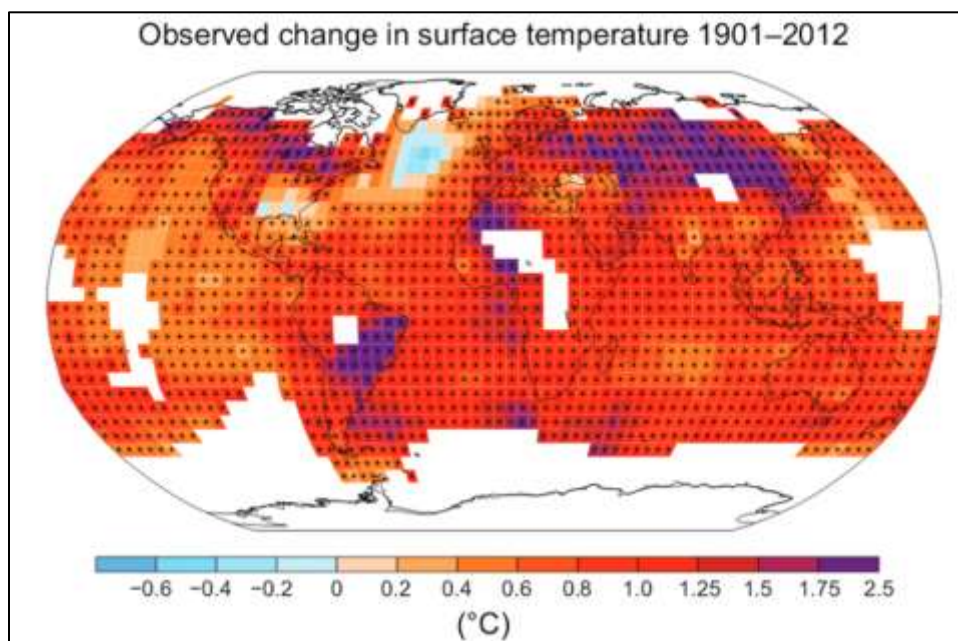 Observed change in surface temperature 1901–2012
−0.6 −0.4 −0.2 0 0.2 0.4 0.6 0.8 1.0 1.25 1.5 1.75 2.5
(°C)